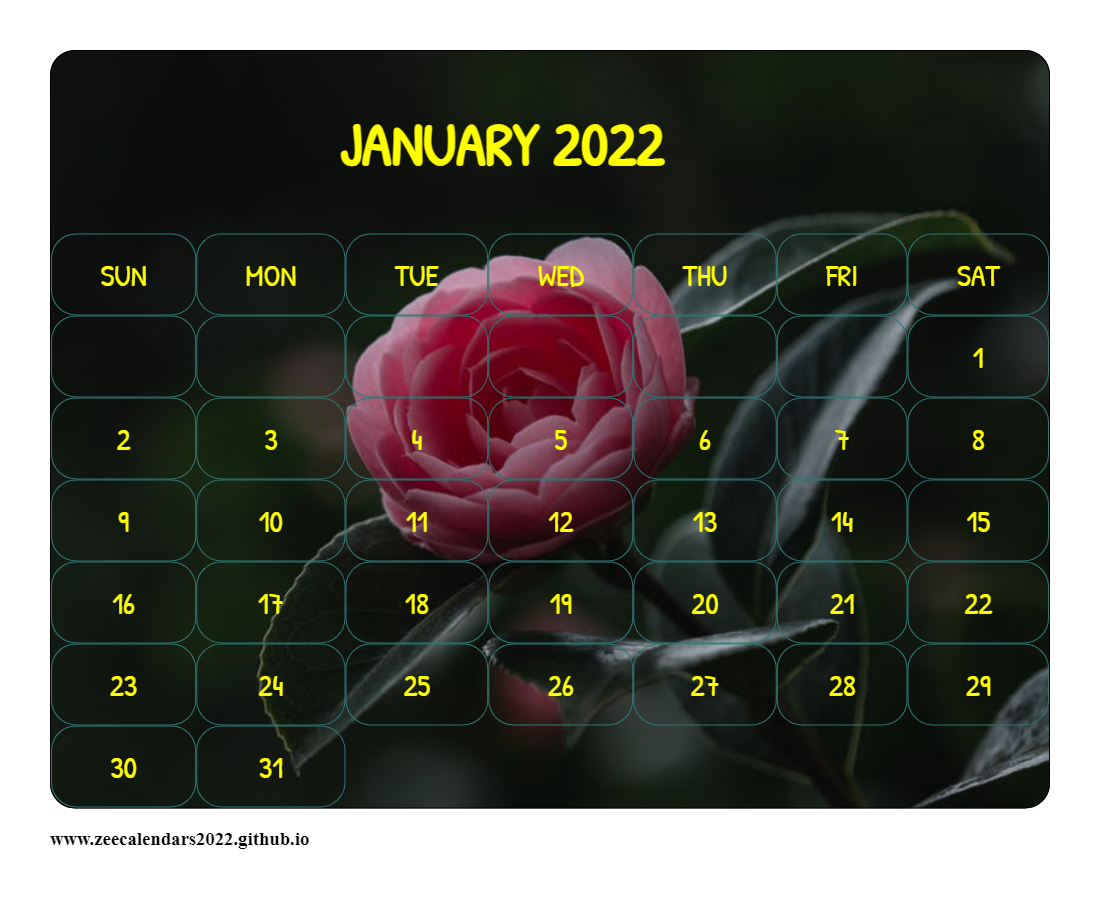 JANUARY 2022
SUN MON TUE WED THU FRI SAT
1
2 3 4 5 6 7 8
9 10 11 12 13 14 15
16 17 18 19 20 21 22
23 24 25 26 27 28 29
30 31
www.zeecalendars2022.github.io